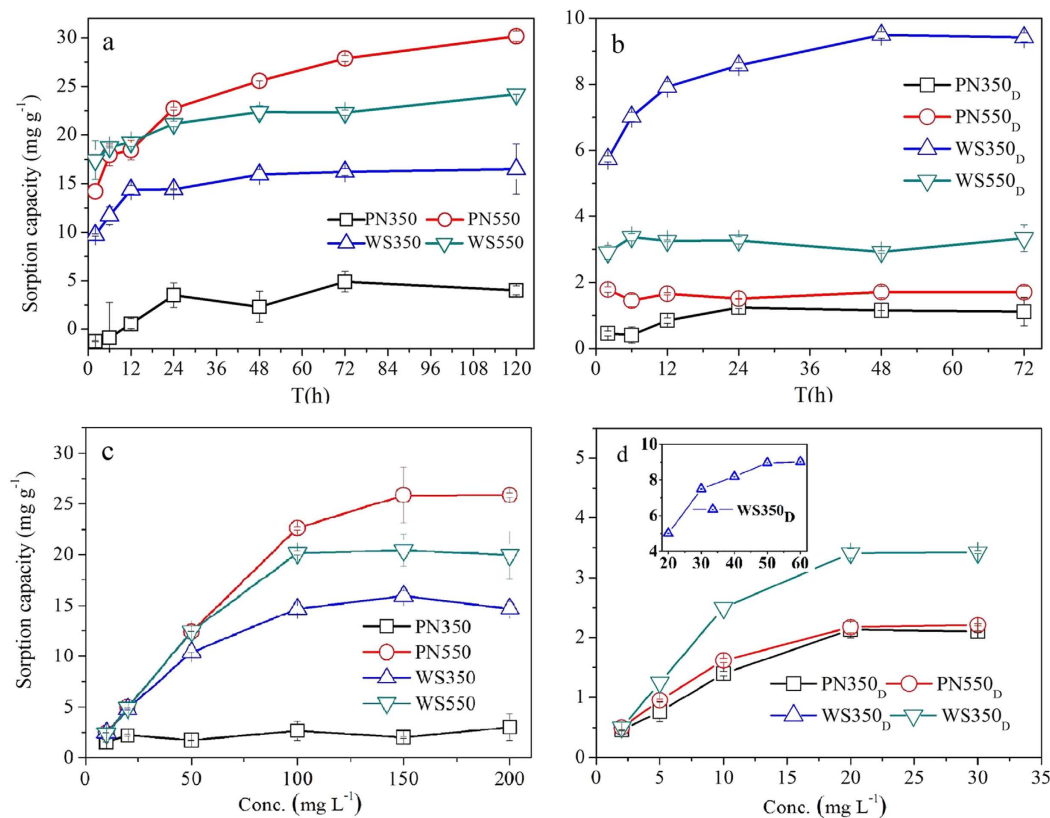 a
Sorption capacity (mg g⁻¹)
30
25
20
15
10
5
0
PN350 PN550
WS350 WS550
0 12 24 36 48 60 72 84 96 108 120
T(h)
b
10
8
6
4
2
0
PN350D
PN550D
WS350D
WS550D
0 12 24 36 48 60 72
T(h)
c
Sorption capacity (mg g⁻¹)
30
25
20
15
10
5
0
PN350
PN550
WS350
WS550
0 50 100 150 200
Conc. (mg L⁻¹)
d
5
4
3
2
1
0
10
8
6
4
WS350D
20 30 40 50 60
PN350D PN550D
WS350D WS350D
0 5 10 15 20 25 30 35
Conc. (mg L⁻¹)